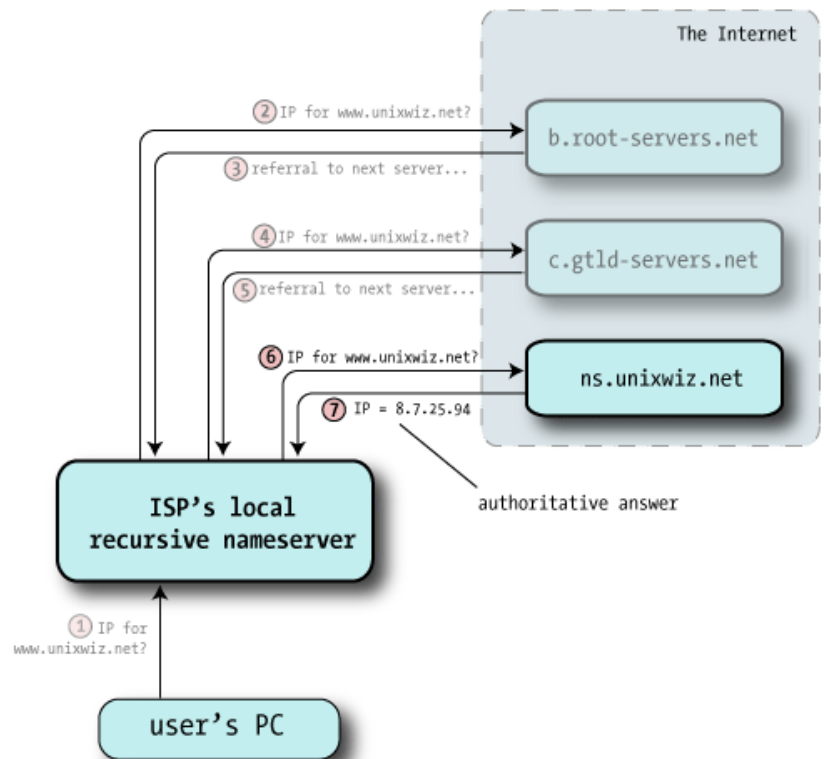 The Internet
② IP for www.unixwiz.net?
b.root-servers.net
③ referral to next server...
④ IP for www.unixwiz.net?
c.gtld-servers.net
⑤ referral to next server...
⑥ IP for www.unixwiz.net?
ns.unixwiz.net
⑦ IP = 8.7.25.94
authoritative answer
ISP's local
recursive nameserver
① IP for
www.unixwiz.net?
user's PC